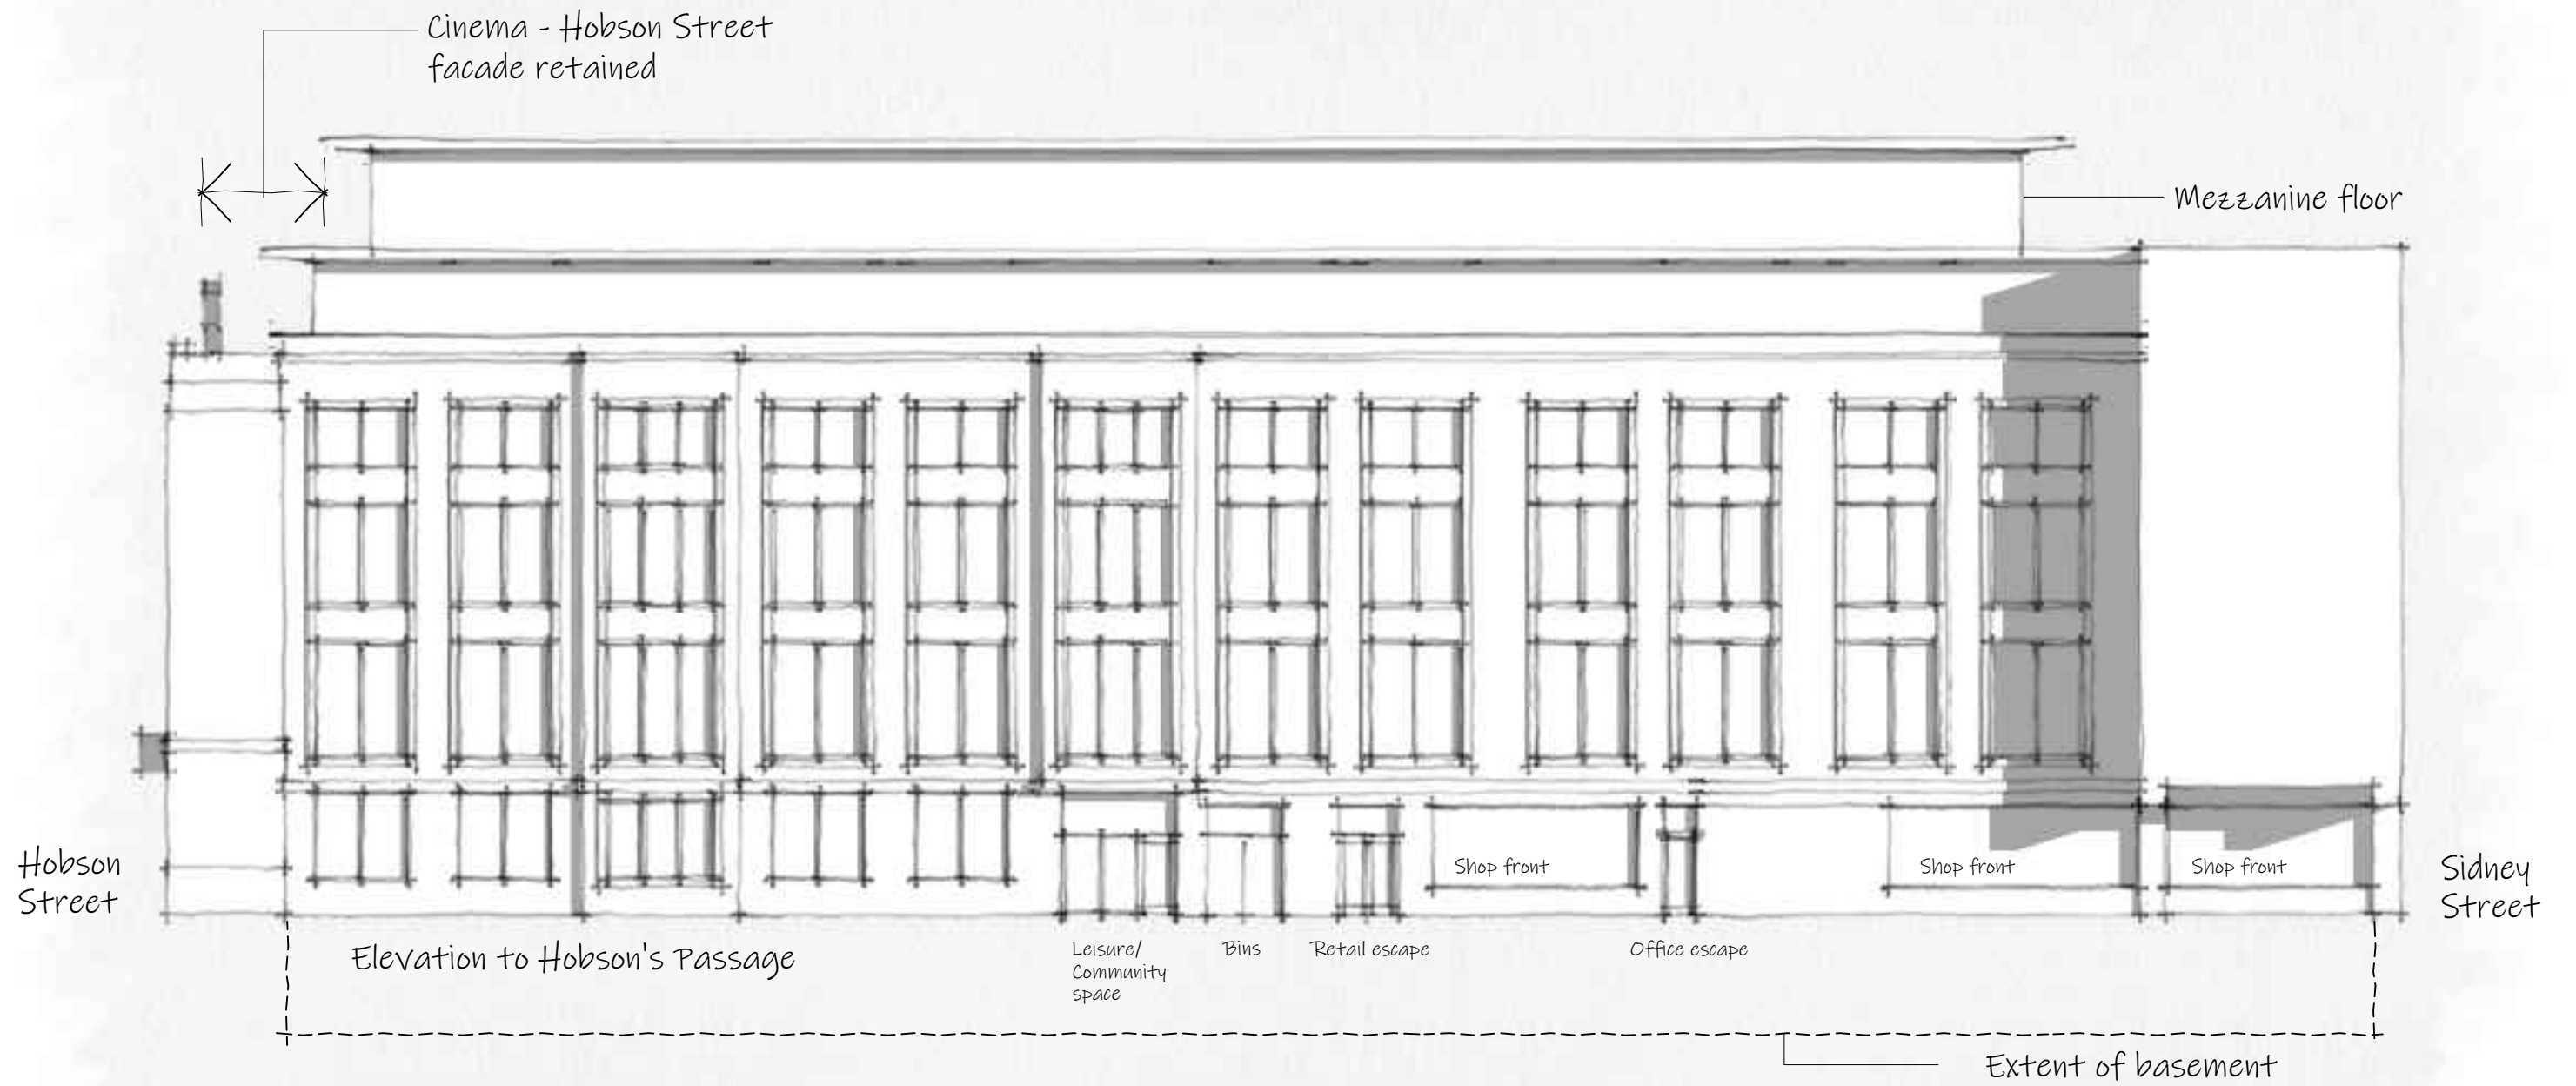 Cinema - Hobson Street
facade retained
Mezzanine floor
Shop front
Shop front
Shop front
Hobson
Street
Sidney
Street
Elevation to Hobson's Passage
Leisure/
Community
space
Bins
Retail escape
Office escape
Extent of basement